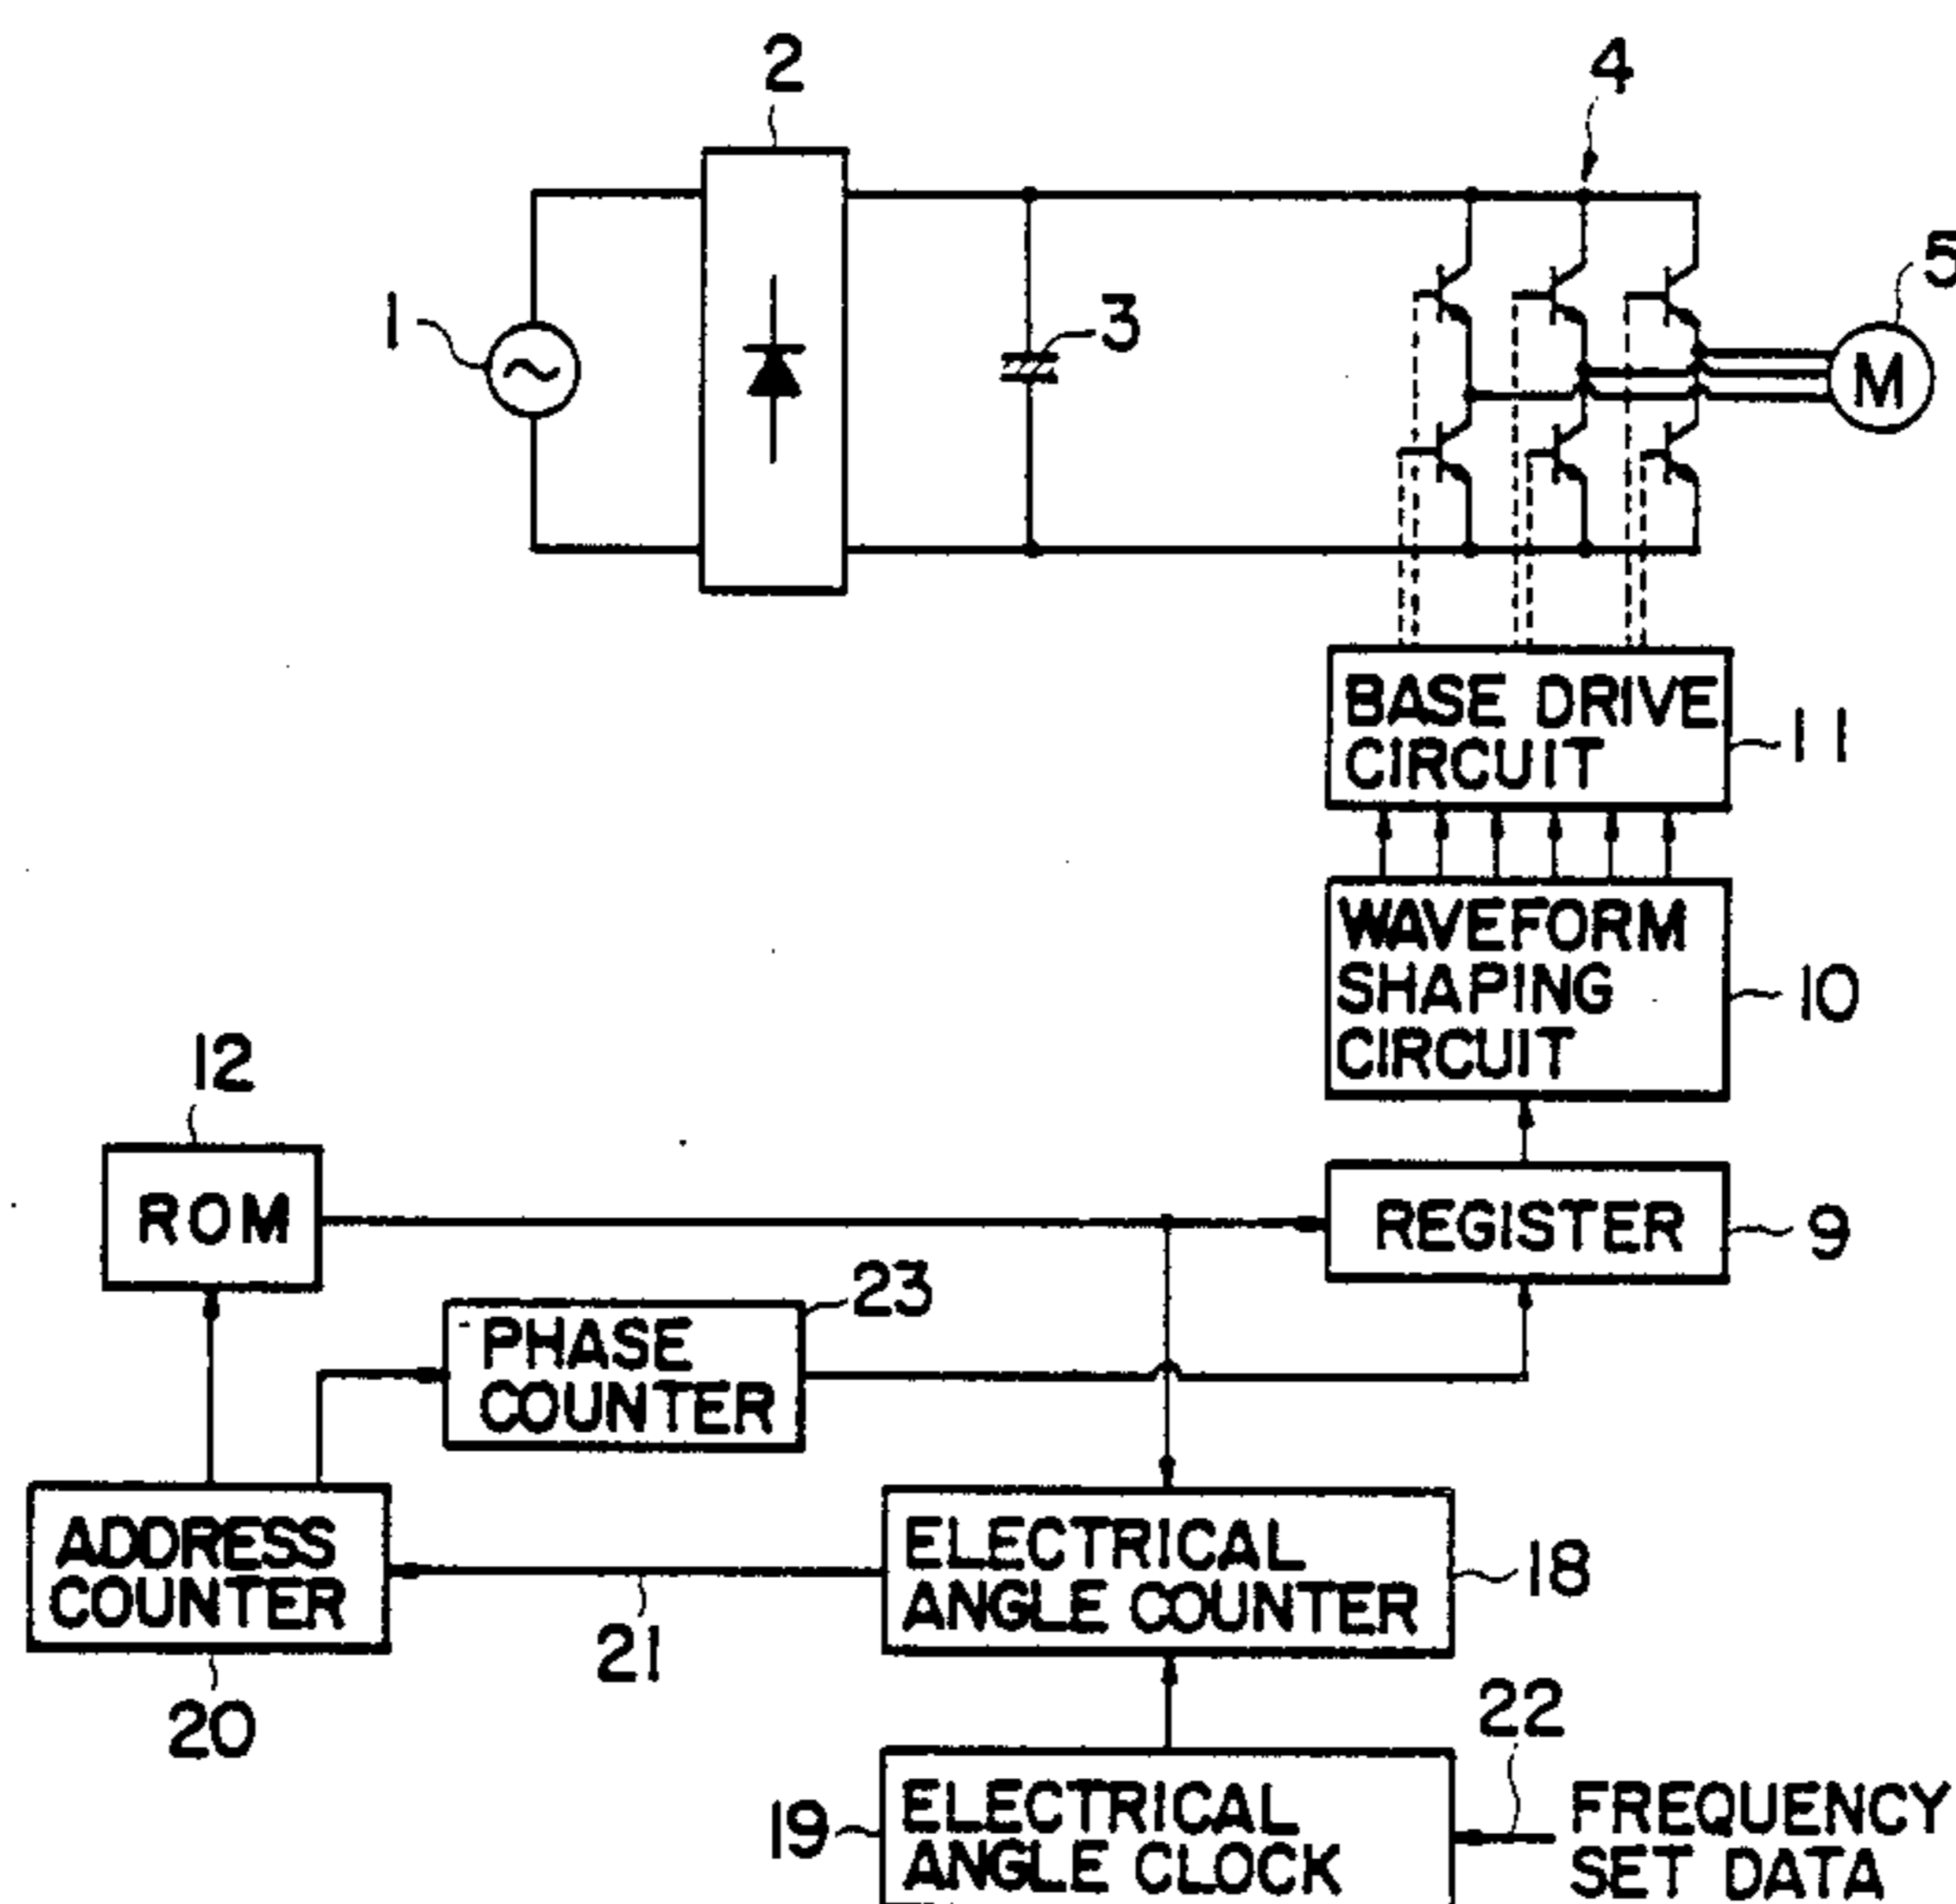 2
4
1
3
5
M
BASE DRIVE
CIRCUIT
11
WAVEFORM
SHAPING
CIRCUIT
10
12
ROM
REGISTER
9
23
PHASE
COUNTER
ADDRESS
COUNTER
20
21
ELECTRICAL
ANGLE COUNTER
18
22
19
ELECTRICAL
ANGLE CLOCK
FREQUENCY
SET DATA